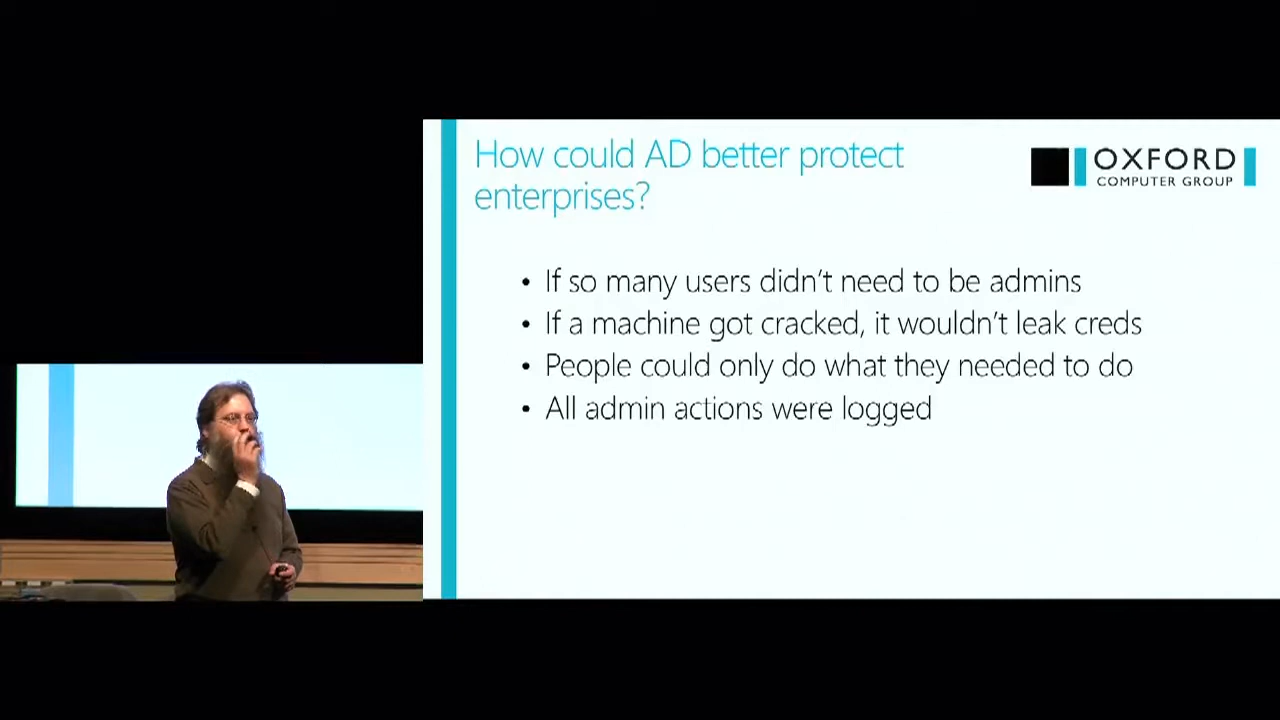 How could AD better protect
enterprises?
OXFORD
COMPUTER GROUP
• If so many users didn't need to be admins
• If a machine got cracked, it wouldn't leak creds
• People could only do what they needed to do
• All admin actions were logged